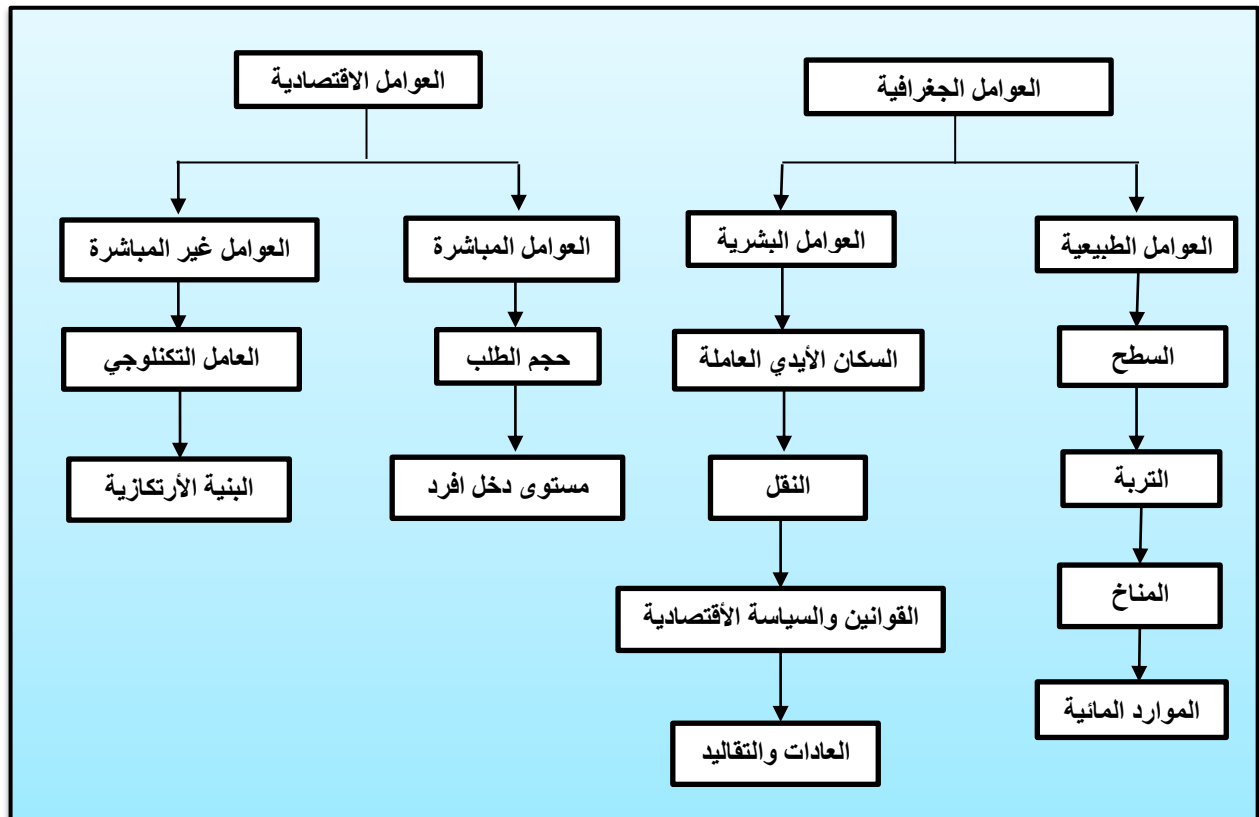 العوامل الجغرافية
العوامل الاقتصادية
العوامل الطبيعية
العوامل البشرية
العوامل المباشرة
العوامل غير المباشرة
السطح
السكان الأيدي العاملة
حجم الطلب
العامل التكنلوجي
التربة
النقل
مستوى دخل افرد
البنية الأرتكازية
المناخ
القوانين والسياسة الأقتصادية
الموارد المائية
العادات والتقاليد